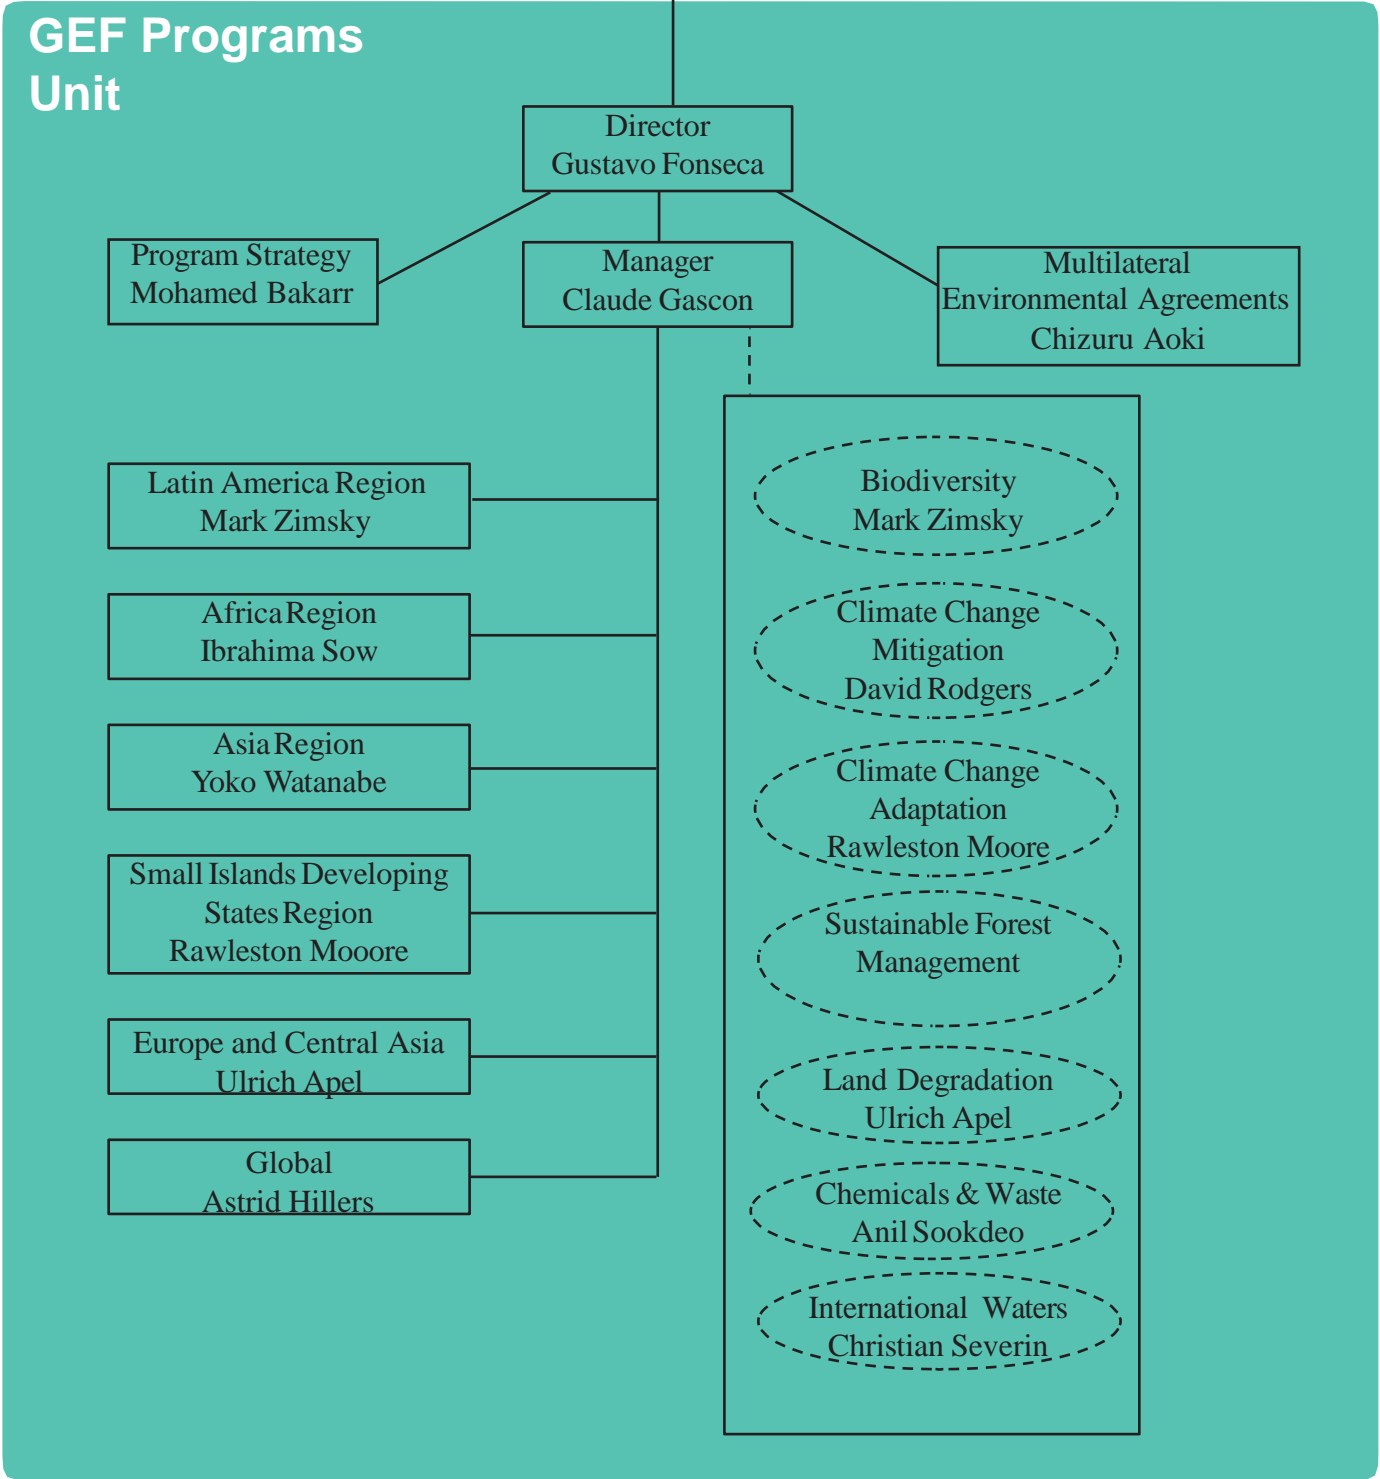 GEF Programs
Unit
Director
Gustavo Fonseca
Program Strategy
Mohamed Bakarr
Manager
Claude Gascon
Multilateral
Environmental Agreements
Chizuru Aoki
Latin America Region
Mark Zimsky
Africa Region
Ibrahima Sow
Asia Region
Yoko Watanabe
Small Islands Developing
States Region
Rawleston Mooore
Europe and Central Asia
Ulrich Apel
Global
Astrid Hillers
Biodiversity
Mark Zimsky
Climate Change
Mitigation
David Rodgers
Climate Change
Adaptation
Rawleston Moore
Sustainable Forest
Management
Land Degradation
Ulrich Apel
Chemicals & Waste
Anil Sookdeo
International Waters
Christian Severin